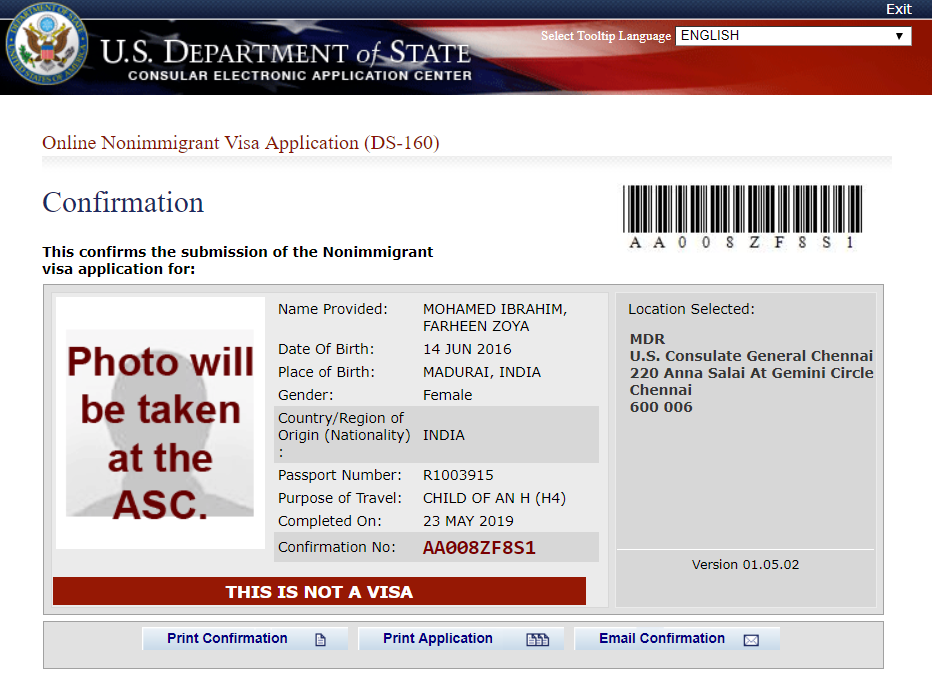 Exit
U.S. DEPARTMENT of STATE
CONSULAR ELECTRONIC APPLICATION CENTER
Select Tooltip Language ENGLISH
Online Nonimmigrant Visa Application (DS-160)
Confirmation
AA008ZF8S1
This confirms the submission of the Nonimmigrant
visa application for:
Photo will
be taken
at the
ASC.
Name Provided: MOHAMED IBRAHIM,
FARHEEN ZOYA
Date Of Birth: 14 JUN 2016
Place of Birth: MADURAI, INDIA
Gender: Female
Country/Region of
Origin (Nationality) INDIA
:
Passport Number: R1003915
Purpose of Travel: CHILD OF AN H (H4)
Completed On: 23 MAY 2019
Confirmation No: AA008ZF8S1
THIS IS NOT A VISA
Location Selected:
MDR
U.S. Consulate General Chennai
220 Anna Salai At Gemini Circle
Chennai
600 006
Version 01.05.02
Print Confirmation
Print Application
Email Confirmation